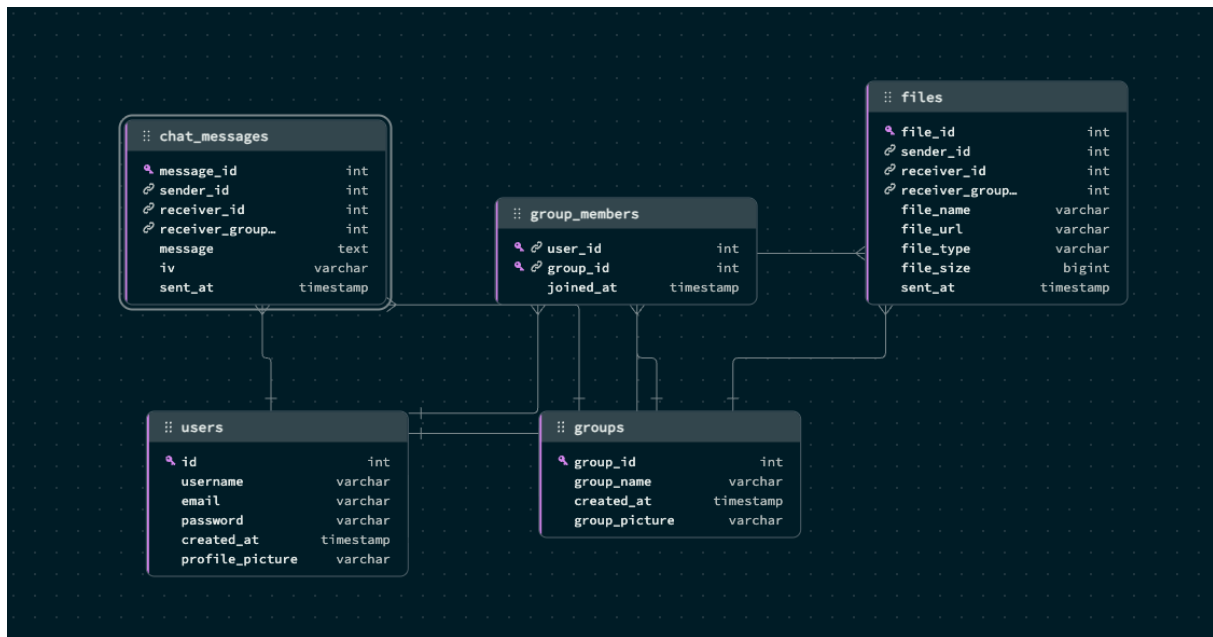 chat_messages
message_id int
sender_id int
receiver_id int
receiver_group… int
message text
iv varchar
sent_at timestamp
group_members
user_id int
group_id int
joined_at timestamp
files
file_id int
sender_id int
receiver_id int
receiver_group… int
file_name varchar
file_url varchar
file_type varchar
file_size bigint
sent_at timestamp
users
id int
username varchar
email varchar
password varchar
created_at timestamp
profile_picture varchar
groups
group_id int
group_name varchar
created_at timestamp
group_picture varchar